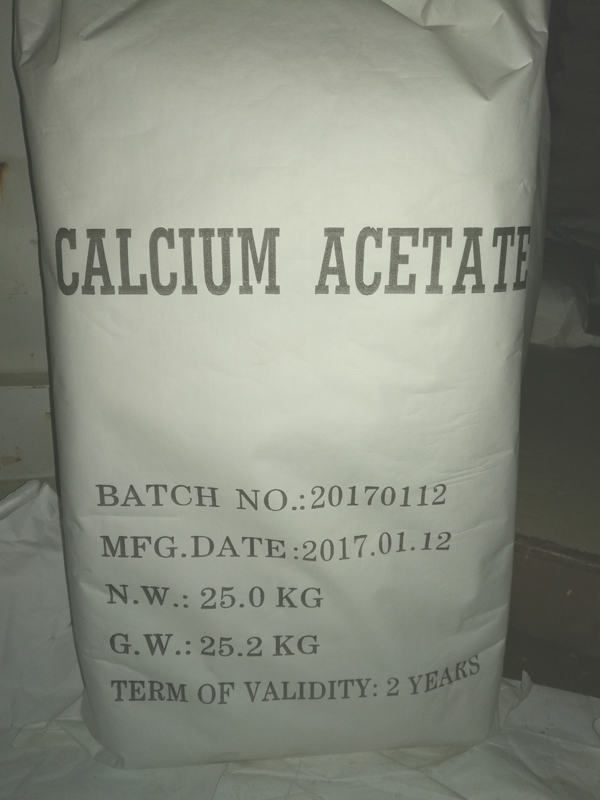 CALCIUM ACETATE
BATCH NO.:20170112
MFG.DATE:2017.01.12
N.W.: 25.0 KG
G.W.: 25.2 KG
TERM OF VALIDITY: 2 YEARS